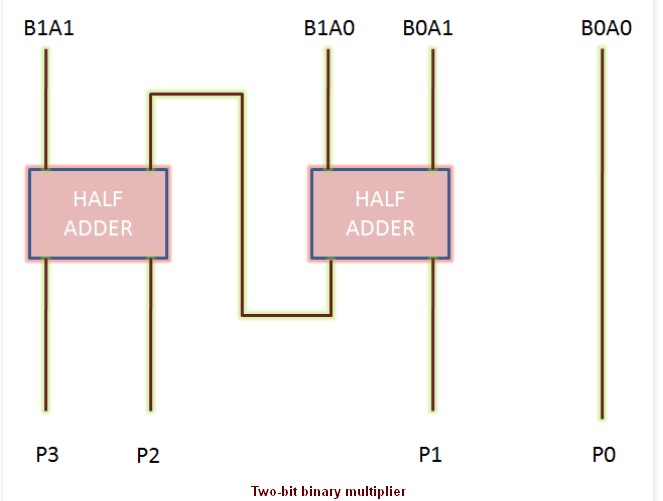 B1A1 B1A0 B0A1 B0A0
HALF ADDER
HALF ADDER
P3 P2 P1 P0
Two-bit binary multiplier